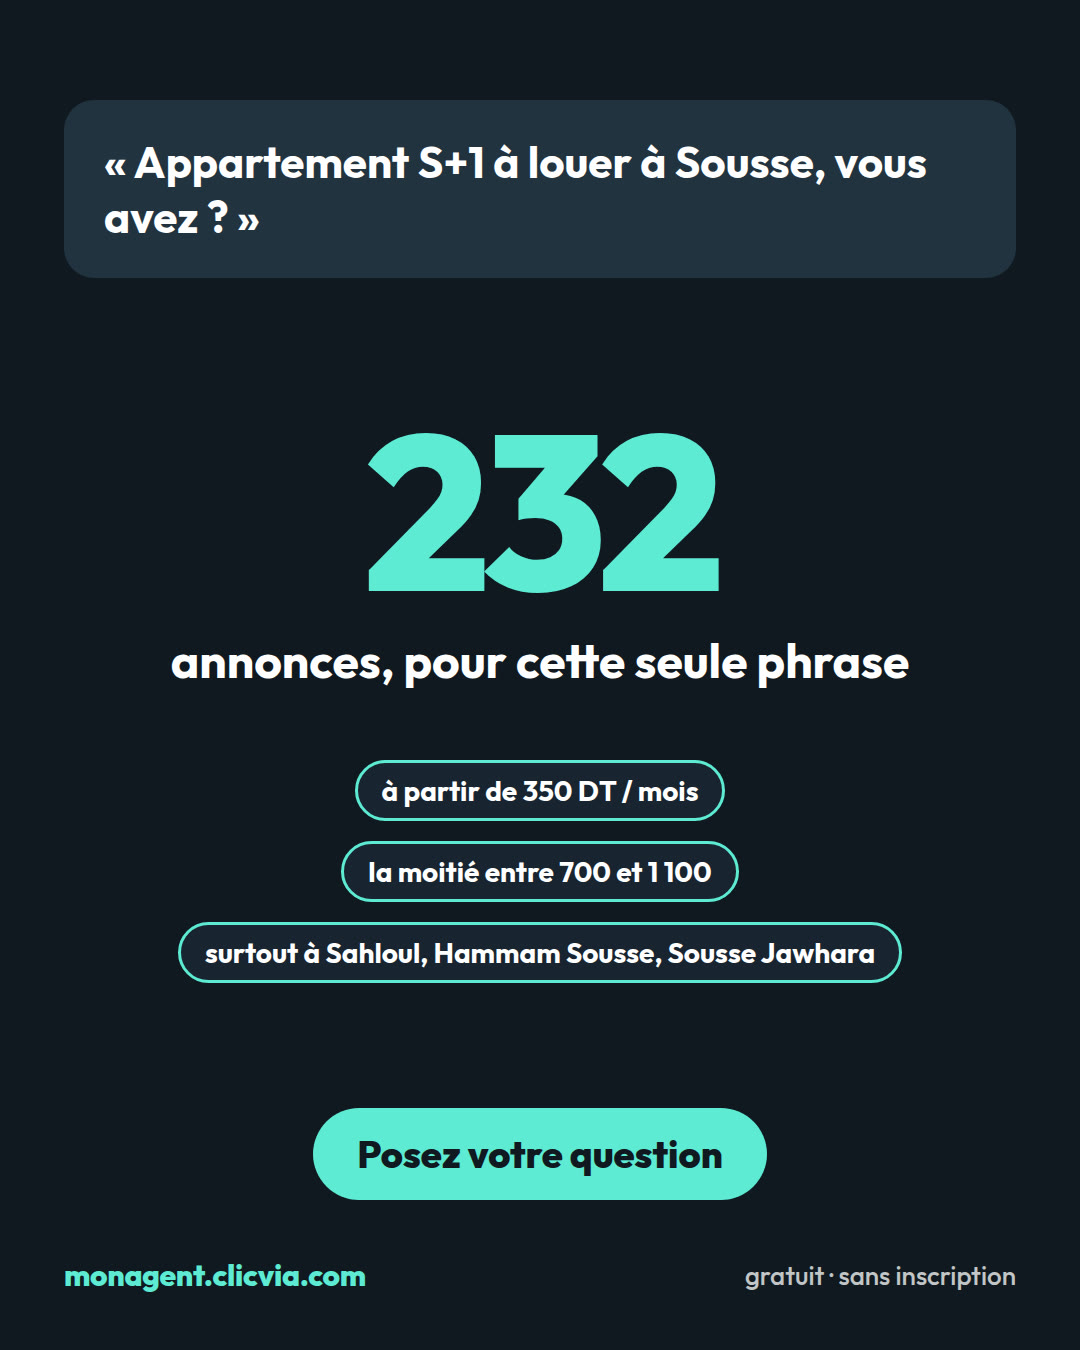 « Appartement S+1 à louer à Sousse, vous
avez ? »
232
annonces, pour cette seule phrase
à partir de 350 DT / mois
la moitié entre 700 et 1 100
surtout à Sahloul, Hammam Sousse, Sousse Jawhara
Posez votre question
monagent.clicvia.com
gratuit · sans inscription